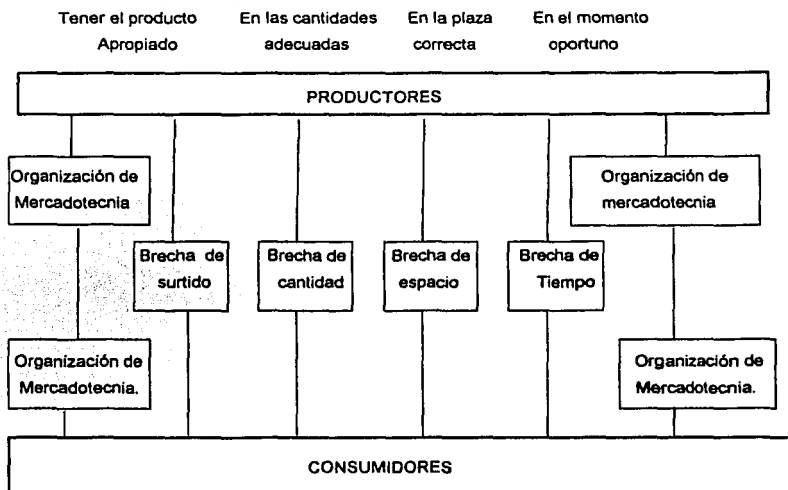 Tener el producto
Apropiado
En las cantidades
adecuadas
En la plaza
correcta
En el momento
oportuno
PRODUCTORES
Organización de
Mercadotecnia
Organización de
mercadotecnia
Brecha de
surtido
Brecha de
cantidad
Brecha de
espacio
Brecha de
Tiempo
Organización de
Mercadotecnia.
Organización de
Mercadotecnia.
CONSUMIDORES